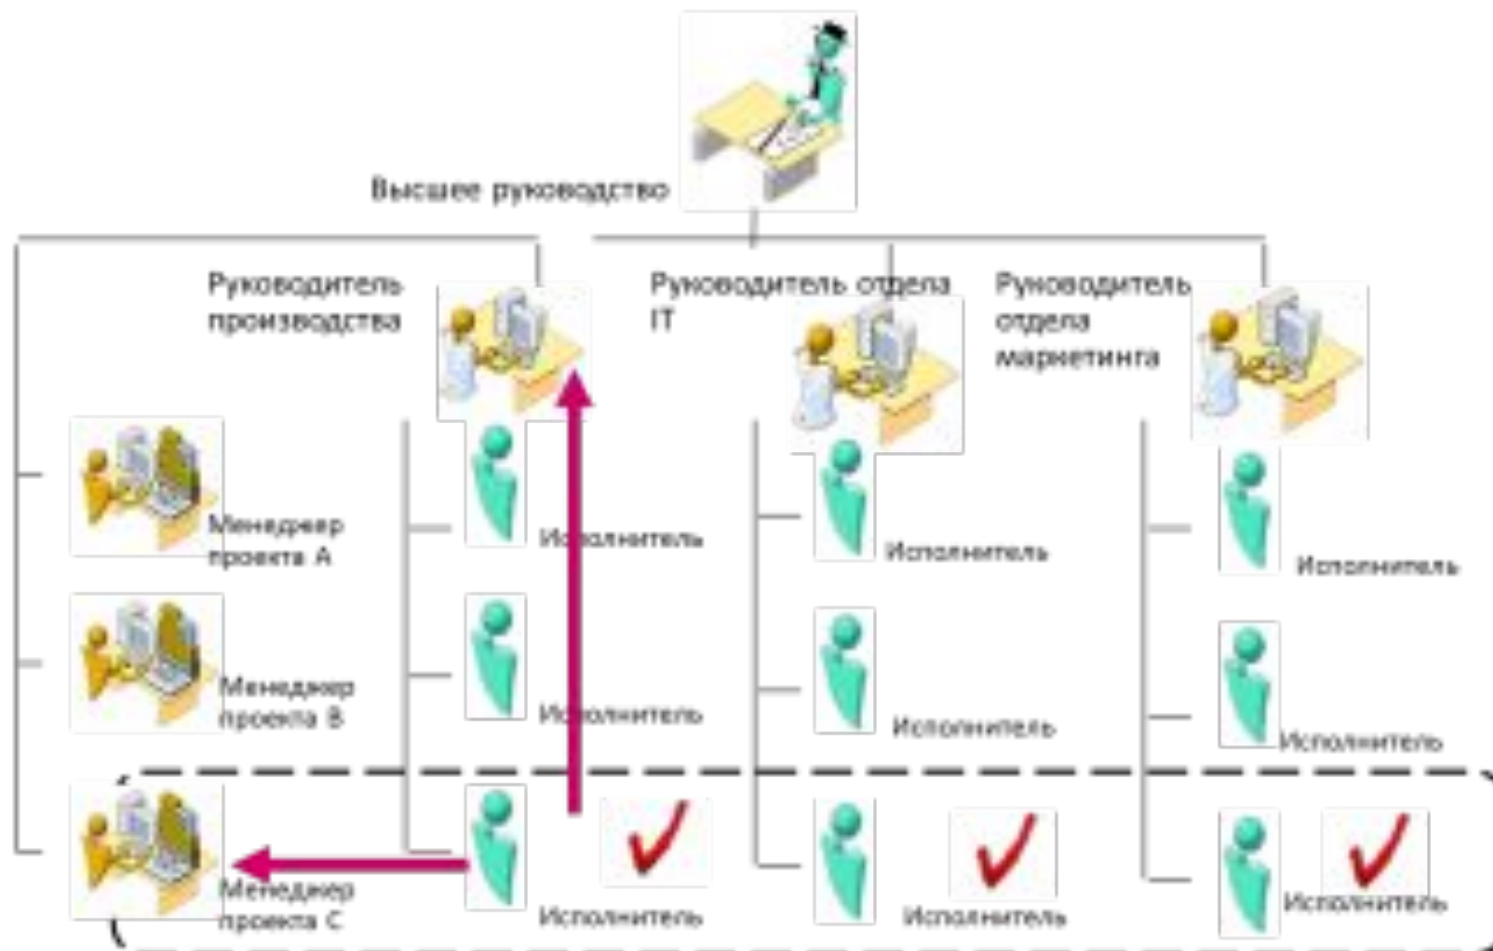 Высшее руководство
Руководитель
производства
Руководитель отдела
IT
Руководитель
отдела
маркетинга
Менеджер
проекта А
Исполнитель
Исполнитель
Исполнитель
Менеджер
проекта В
Исполнитель
Исполнитель
Исполнитель
Менеджер
проекта С
Исполнитель
Исполнитель
Исполнитель